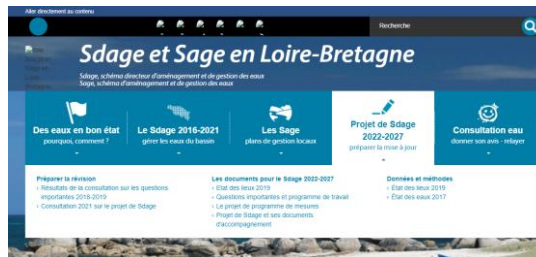 Aller directement au contenu
Recherche
Sdage et Sage en Loire-Bretagne
Sdage, schéma directeur d'aménagement et de gestion des eaux
Sage, schéma d'aménagement et de gestion des eaux
Des eaux en bon état
pourquoi, comment ?
Le Sdage 2016-2021
gérer les eaux du bassin
Les Sage
plans de gestion locaux
Projet de Sdage
2022-2027
préparer la mise à jour
Consultation eau
donner son avis - relayer
Préparer la révision
› Résultats de la consultation sur les questions
importantes 2018-2019
› Consultation 2021 sur le projet de Sdage
Les documents pour le Sdage 2022-2027
› Etat des lieux 2019
› Questions importantes et programme de travail
› Le projet de programme de mesures
› Projet de Sdage et ses documents
d'accompagnement
Données et méthodes
› État des lieux 2019
› État des eaux 2017